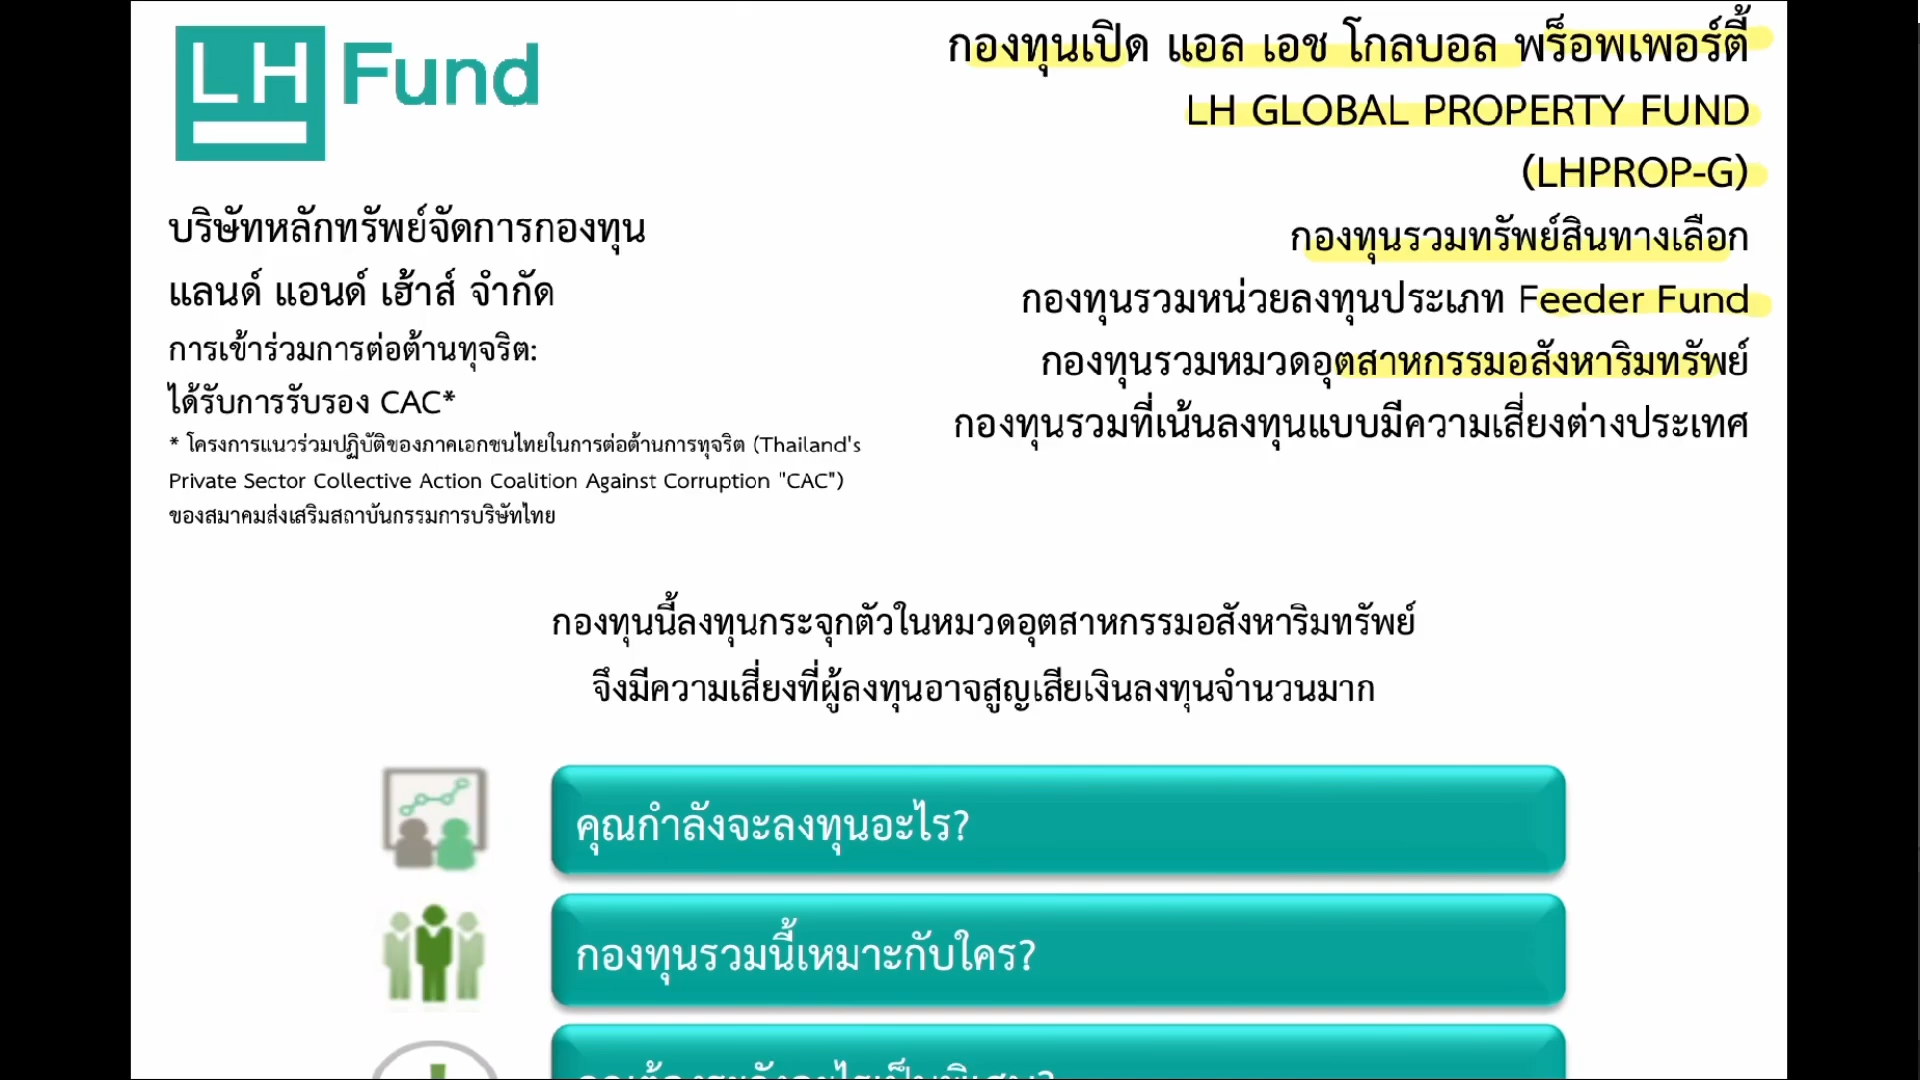 LH Fund
กองทุนเปิด แอล เอช โกลบอล พร็อพเพอร์ตี้
LH GLOBAL PROPERTY FUND
(LHPROP-G)
กองทุนรวมทรัพย์สินทางเลือก
กองทุนรวมหน่วยลงทุนประเภท Feeder Fund
กองทุนรวมหมวดอุตสาหกรรมอสังหาริมทรัพย์
กองทุนรวมที่เน้นลงทุนแบบมีความเสี่ยงต่างประเทศ
บริษัทหลักทรัพย์จัดการกองทุน
แลนด์ แอนด์ เฮ้าส์ จำกัด
การเข้าร่วมการต่อต้านทุจริต:
ได้รับการรับรอง CAC*
* โครงการแนวร่วมปฏิบัติของภาคเอกชนไทยในการต่อต้านการทุจริต (Thailand's
Private Sector Collective Action Coalition Against Corruption "CAC")
ของสมาคมส่งเสริมสถาบันกรรมการบริษัทไทย
กองทุนนี้ลงทุนกระจุกตัวในหมวดอุตสาหกรรมอสังหาริมทรัพย์
จึงมีความเสี่ยงที่ผู้ลงทุนอาจสูญเสียเงินลงทุนจำนวนมาก
คุณกำลังจะลงทุนอะไร?
กองทุนรวมนี้เหมาะกับใคร?